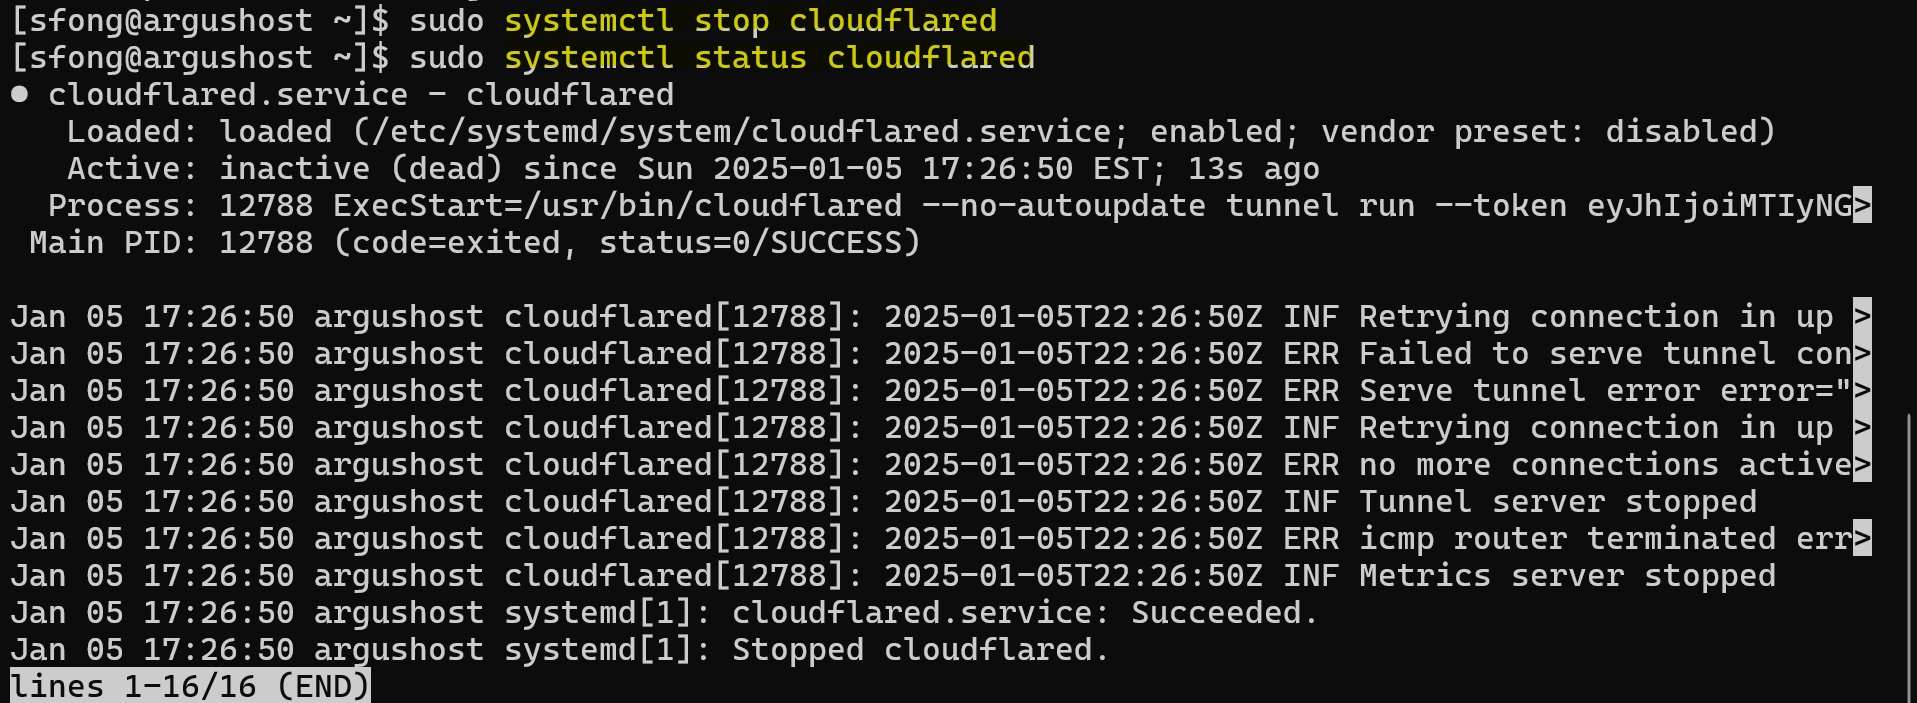 [sfong@argushost ~]$ sudo systemctl stop cloudflared
[sfong@argushost ~]$ sudo systemctl status cloudflared
● cloudflared.service - cloudflared
   Loaded: loaded (/etc/systemd/system/cloudflared.service; enabled; vendor preset: disabled)
   Active: inactive (dead) since Sun 2025-01-05 17:26:50 EST; 13s ago
  Process: 12788 ExecStart=/usr/bin/cloudflared --no-autoupdate tunnel run --token eyJhIjoiMTIyNG>
 Main PID: 12788 (code=exited, status=0/SUCCESS)

Jan 05 17:26:50 argushost cloudflared[12788]: 2025-01-05T22:26:50Z INF Retrying connection in up >
Jan 05 17:26:50 argushost cloudflared[12788]: 2025-01-05T22:26:50Z ERR Failed to serve tunnel con>
Jan 05 17:26:50 argushost cloudflared[12788]: 2025-01-05T22:26:50Z ERR Serve tunnel error error=">
Jan 05 17:26:50 argushost cloudflared[12788]: 2025-01-05T22:26:50Z INF Retrying connection in up >
Jan 05 17:26:50 argushost cloudflared[12788]: 2025-01-05T22:26:50Z ERR no more connections active>
Jan 05 17:26:50 argushost cloudflared[12788]: 2025-01-05T22:26:50Z INF Tunnel server stopped
Jan 05 17:26:50 argushost cloudflared[12788]: 2025-01-05T22:26:50Z ERR icmp router terminated err>
Jan 05 17:26:50 argushost cloudflared[12788]: 2025-01-05T22:26:50Z INF Metrics server stopped
Jan 05 17:26:50 argushost systemd[1]: cloudflared.service: Succeeded.
Jan 05 17:26:50 argushost systemd[1]: Stopped cloudflared.
lines 1-16/16 (END)